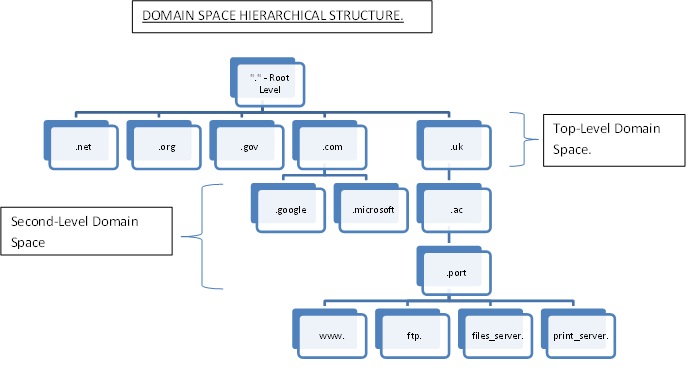 DOMAIN SPACE HIERARCHICAL STRUCTURE.
"." - Root
Level
.net
.org
.gov
.com
.uk
Top-Level Domain
Space.
.google
.microsoft
.ac
Second-Level Domain
Space
.port
www.
ftp.
files_server.
print_server.